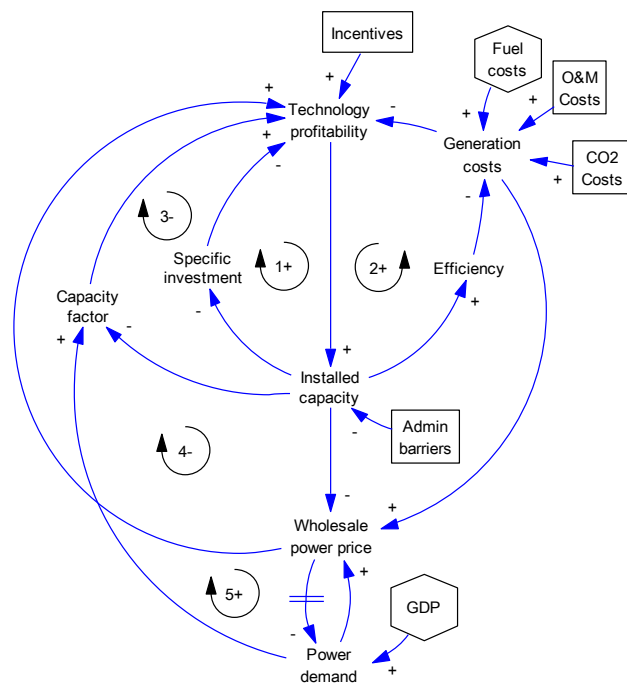 Incentives
Fuel
costs
O&M
Costs
+
+
+
+
+
Technology
profitability
-
Generation
costs
CO2
Costs
+
-
+
-
3-
Specific
investment
1+
2+
Efficiency
Capacity
factor
+
-
-
+
+
Installed
capacity
Admin
barriers
-
4-
-
+
Wholesale
power price
+
5+
GDP
-
Power
demand
+